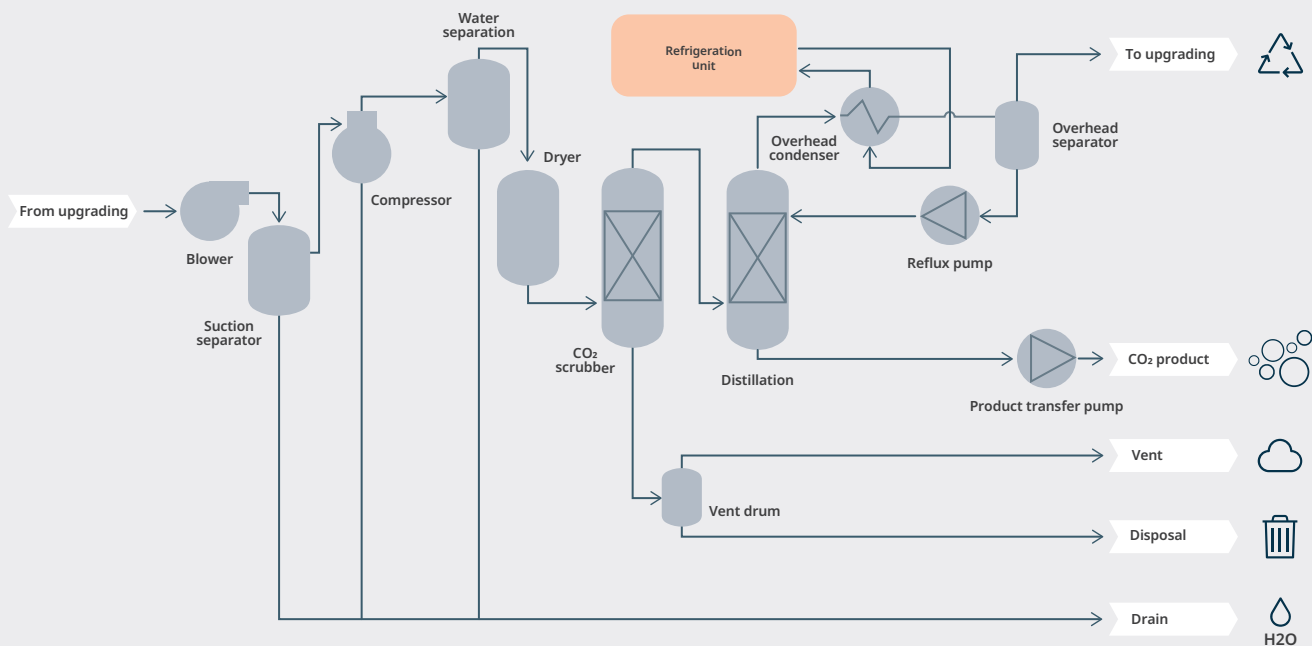 Water
separation
Refrigeration
unit
To upgrading
Overhead
condenser
Overhead
separator
Dryer
Compressor
From upgrading
Blower
Reflux pump
Suction
separator
CO₂
scrubber
Distillation
CO₂ product
Product transfer pump
Vent
Vent drum
Disposal
Drain
H2O